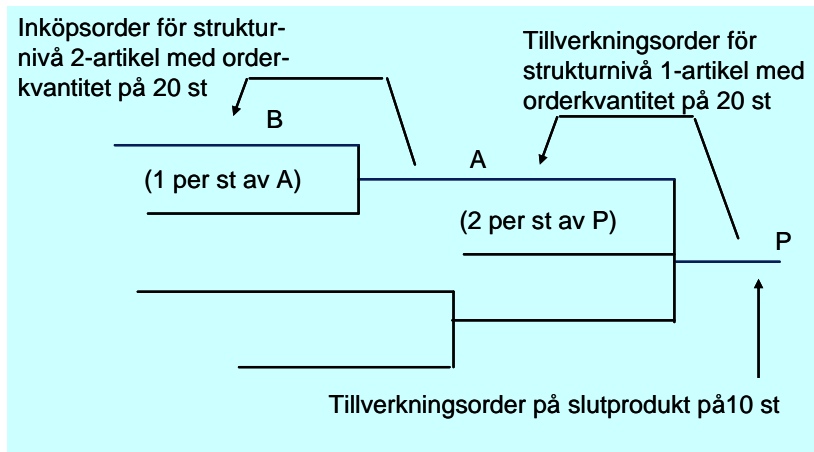 Inköpsorder för struktur-
nivå 2-artikel med order-
kvantitet på 20 st
Tillverkningsorder för
strukturnivå 1-artikel med
orderkvantitet på 20 st
B
A
(1 per st av A)
(2 per st av P)
P
Tillverkningsorder på slutprodukt på10 st